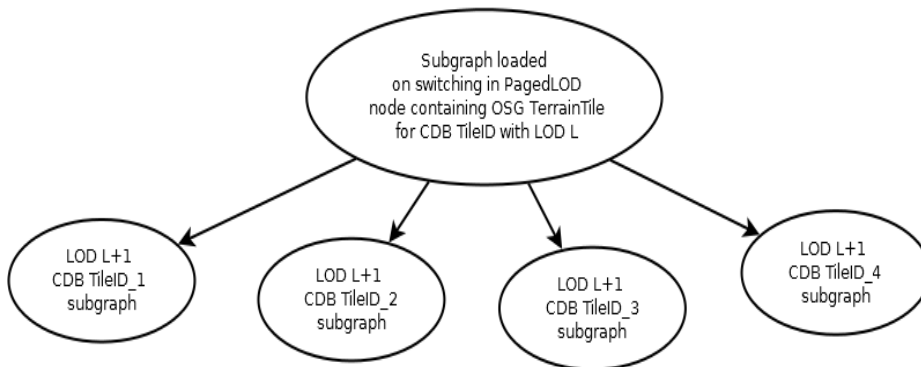 Subgraph loaded
on switching in PagedLOD
node containing OSG TerrainTile
for CDB TileID with LOD L
LOD L+1
CDB TileID_1
subgraph
LOD L+1
CDB TileID_2
subgraph
LOD L+1
CDB TileID_3
subgraph
LOD L+1
CDB TileID_4
subgraph